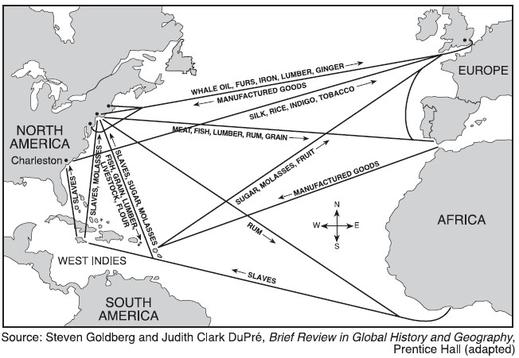 WHALE OIL, FURS, IRON, LUMBER, GINGER
MANUFACTURED GOODS
SILK, RICE, INDIGO, TOBACCO
EUROPE
NORTH
AMERICA
Charleston
MEAT, FISH, LUMBER, RUM, GRAIN
SLAVES
SLAVES, MOLASSES
SLAVES, SUGAR, MOLASSES
FISH, GRAIN, LUMBER,
LIVESTOCK, FLOUR
SUGAR, MOLASSES, FRUIT
MANUFACTURED GOODS
N
W E
S
AFRICA
RUM
WEST INDIES
SLAVES
SOUTH
AMERICA
Source: Steven Goldberg and Judith Clark DuPré, Brief Review in Global History and Geography,
Prentice Hall (adapted)